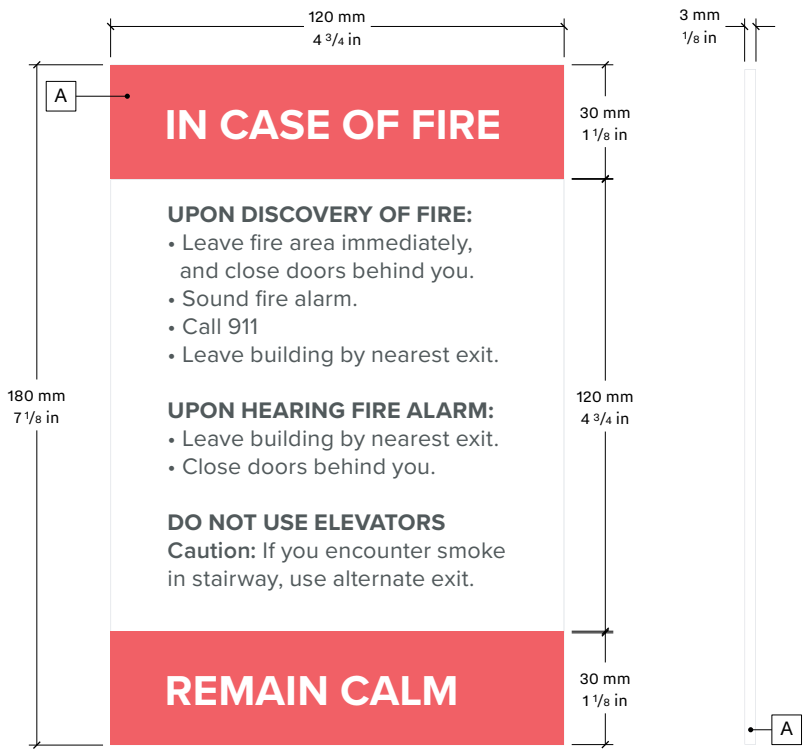 120 mm
4 3/4 in
3 mm
1/8 in
A
IN CASE OF FIRE
30 mm
1 1/8 in
UPON DISCOVERY OF FIRE:
• Leave fire area immediately,
and close doors behind you.
• Sound fire alarm.
• Call 911
• Leave building by nearest exit.
180 mm
7 1/8 in
120 mm
4 3/4 in
UPON HEARING FIRE ALARM:
• Leave building by nearest exit.
• Close doors behind you.
DO NOT USE ELEVATORS
Caution: If you encounter smoke
in stairway, use alternate exit.
REMAIN CALM
30 mm
1 1/8 in
A